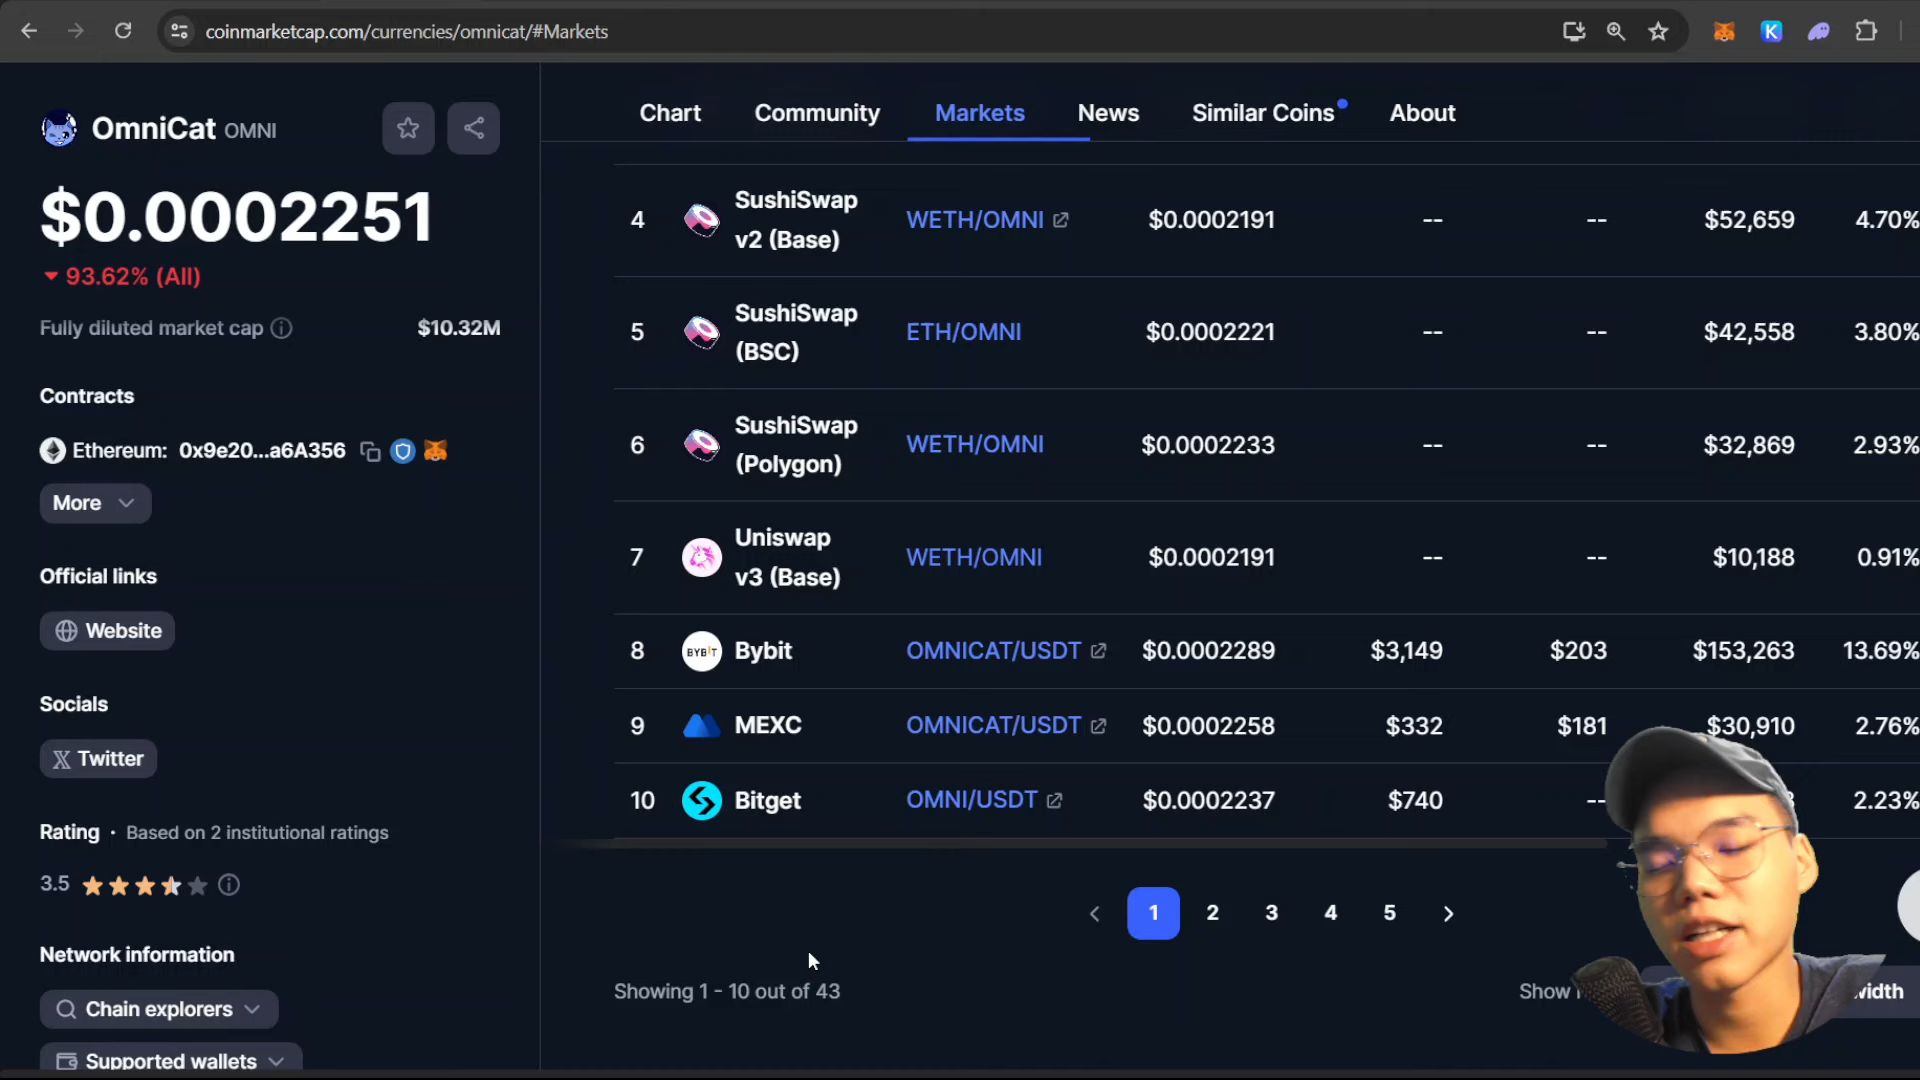 coinmarketcap.com/currencies/omnicat/#Markets
OmniCat OMNI
$0.0002251
93.62% (All)
Fully diluted market cap $10.32M
Contracts
Ethereum: 0x9e20...a6A356
More
Official links
Website
Socials
Twitter
Rating · Based on 2 institutional ratings
3.5
Network information
Chain explorers
Supported wallets
Chart Community Markets News Similar Coins About
4 SushiSwap v2 (Base) WETH/OMNI $0.0002191 -- -- $52,659 4.70%
5 SushiSwap (BSC) ETH/OMNI $0.0002221 -- -- $42,558 3.80%
6 SushiSwap (Polygon) WETH/OMNI $0.0002233 -- -- $32,869 2.93%
7 Uniswap v3 (Base) WETH/OMNI $0.0002191 -- -- $10,188 0.91%
8 BYBIT Bybit OMNICAT/USDT $0.0002289 $3,149 $203 $153,263 13.69%
9 MEXC OMNICAT/USDT $0.0002258 $332 $181 $30,910 2.76%
10 Bitget OMNI/USDT $0.0002237 $740 -- 2.23%
1 2 3 4 5
Showing 1 - 10 out of 43
Show